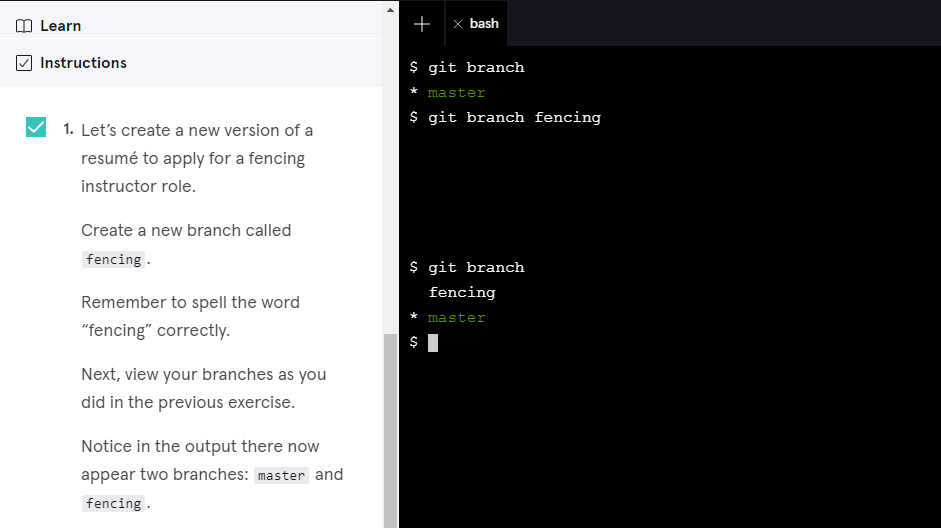 Learn
Instructions
1. Let’s create a new version of a
resumé to apply for a fencing
instructor role.
Create a new branch called
fencing.
Remember to spell the word
“fencing” correctly.
Next, view your branches as you
did in the previous exercise.
Notice in the output there now
appear two branches: master and
fencing.
bash
$ git branch
* master
$ git branch fencing
$ git branch
fencing
* master
$